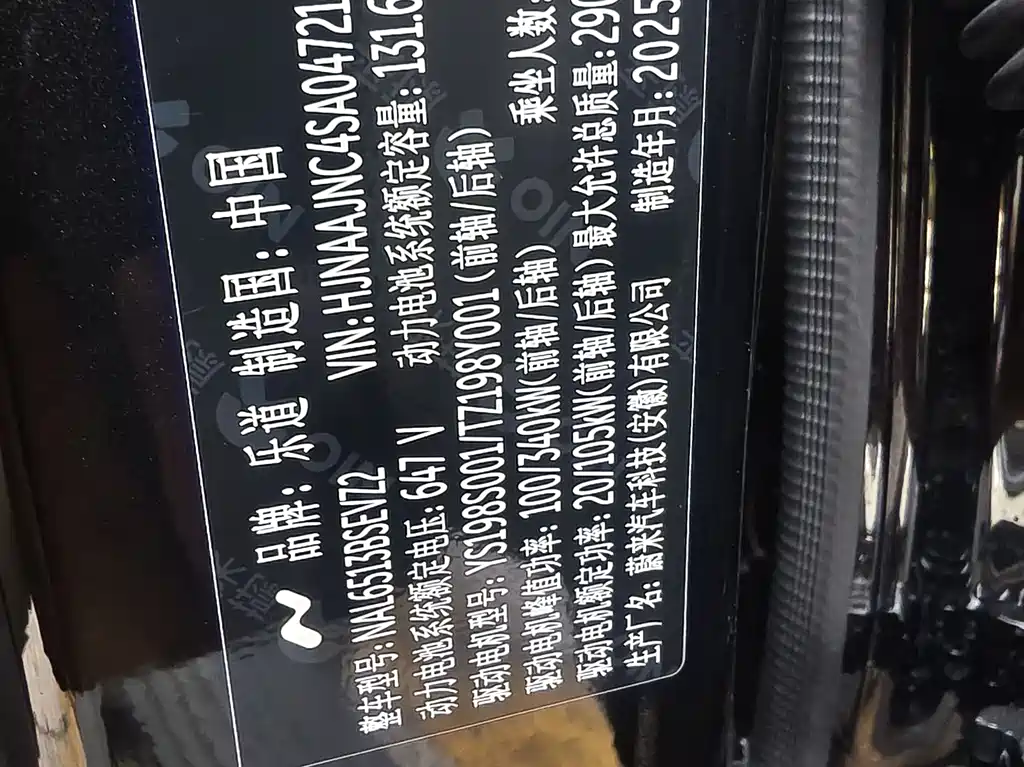 品牌: 乐道 制造国: 中国
整车型号: NAL6513BSEVZ2 VIN: HJNAAJNC4SA04721
动力电池系统额定电压: 647 V 动力电池系统额定容量: 131.6
驱动电机型号: YS198S001/TZ198Y001 (前轴/后轴)
驱动电机峰值功率: 100/340kW(前轴/后轴) 乘坐人数:
驱动电机额定功率: 20/105kW(前轴/后轴) 最大允许总质量: 290
生产厂名: 蔚来汽车科技(安徽)有限公司 制造年月: 2025